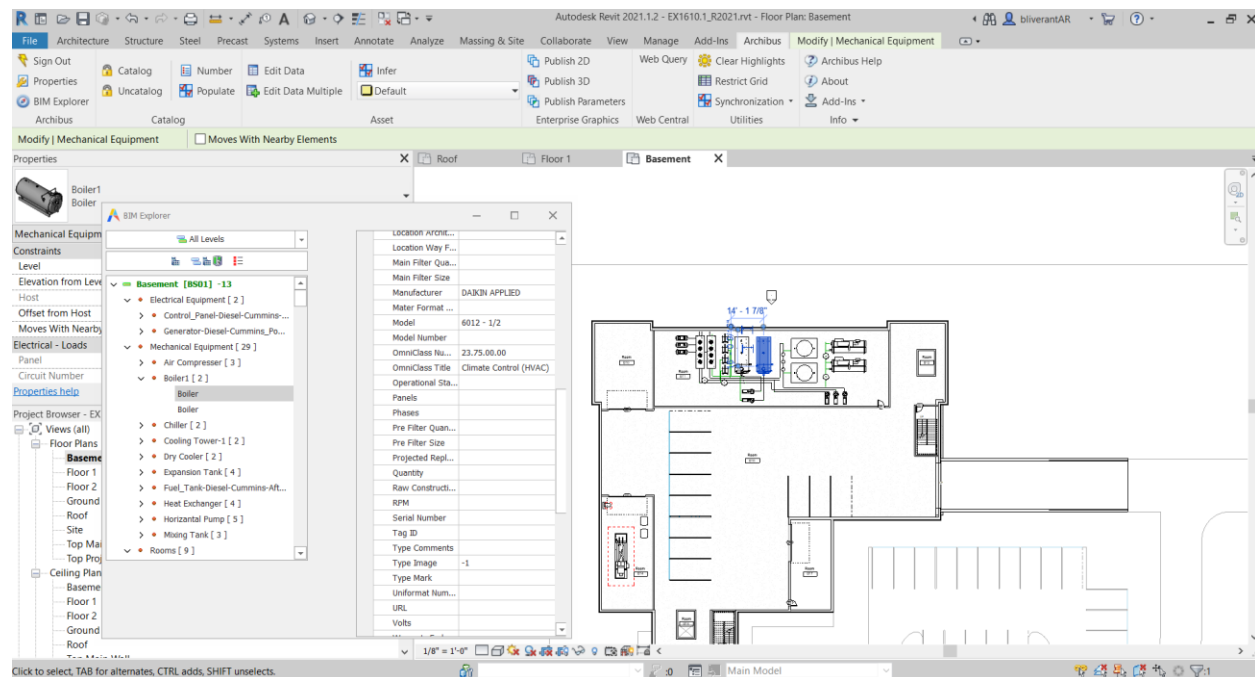 Autodesk Revit 2021.1.2 - EX1610.1_R2021.rvt - Floor Plan: Basement
bliverantAR
File Architecture Structure Steel Precast Systems Insert Annotate Analyze Massing & Site Collaborate View Manage Add-Ins Archibus Modify | Mechanical Equipment
Sign Out
Properties
BIM Explorer
Archibus
Catalog
Uncatalog
Number
Populate
Catalog
Edit Data
Edit Data Multiple
Infer
Default
Asset
Publish 2D
Publish 3D
Publish Parameters
Enterprise Graphics
Web Query
Web Central
Clear Highlights
Restrict Grid
Synchronization
Utilities
Archibus Help
About
Add-Ins
Info
Modify | Mechanical Equipment Moves With Nearby Elements
Properties X
Roof Floor 1 Basement X
Boiler1
Boiler
Mechanical Equipm
Constraints
Level
Elevation from Leve
Host
Offset from Host
Moves With Nearby
Electrical - Loads
Panel
Circuit Number
Properties help
Project Browser - EX
Views (all)
Floor Plans
Baseme
Floor 1
Floor 2
Ground
Roof
Site
Top Mai
Top Proj
Ceiling Plan
Baseme
Floor 1
Floor 2
Ground
Roof
BIM Explorer
All Levels
Basement [BS01] -13
Electrical Equipment [ 2 ]
Control_Panel-Diesel-Cummins-...
Generator-Diesel-Cummins_Po...
Mechanical Equipment [ 29 ]
Air Compresser [ 3 ]
Boiler1 [ 2 ]
Boiler
Boiler
Chiller [ 2 ]
Cooling Tower-1 [ 2 ]
Dry Cooler [ 2 ]
Expansion Tank [ 4 ]
Fuel_Tank-Diesel-Cummins-Aft...
Heat Exchanger [ 4 ]
Horizantal Pump [ 5 ]
Mixing Tank [ 3 ]
Rooms [ 9 ]
Location Archit...
Location Way F...
Main Filter Qua...
Main Filter Size
Manufacturer DAIKIN APPLIED
Mater Format ...
Model 6012 - 1/2
Model Number
OmniClass Nu... 23.75.00.00
OmniClass Title Climate Control (HVAC)
Operational Sta...
Panels
Phases
Pre Filter Quan...
Pre Filter Size
Projected Repl...
Quantity
Raw Constructi...
RPM
Serial Number
Tag ID
Type Comments
Type Image -1
Type Mark
Uniformat Num...
URL
Volts
14' - 1 7/8"
Room
Room
Room
Room
Room
Room
1/8" = 1'-0"
Click to select, TAB for alternates, CTRL adds, SHIFT unselects.
:0
Main Model
:1